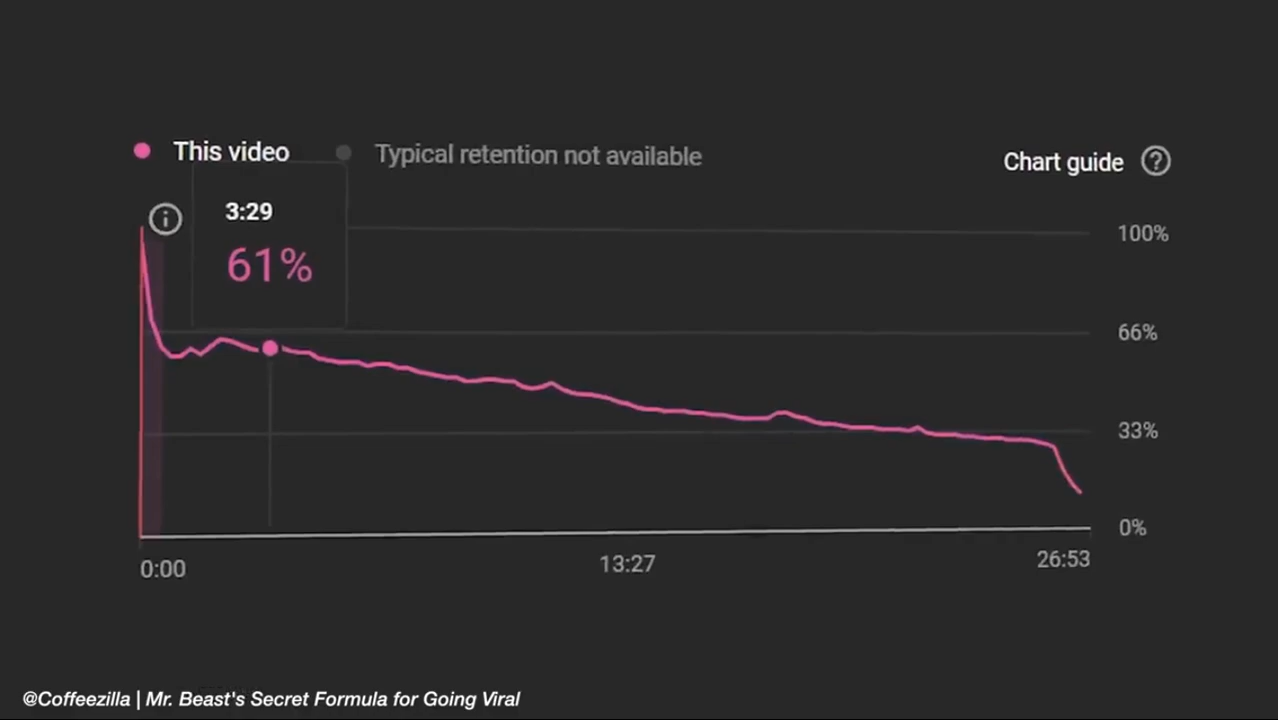 This video
Typical retention not available
Chart guide
3:29
61%
100%
66%
33%
0%
0:00
13:27
26:53
@Coffeezilla | Mr. Beast's Secret Formula for Going Viral